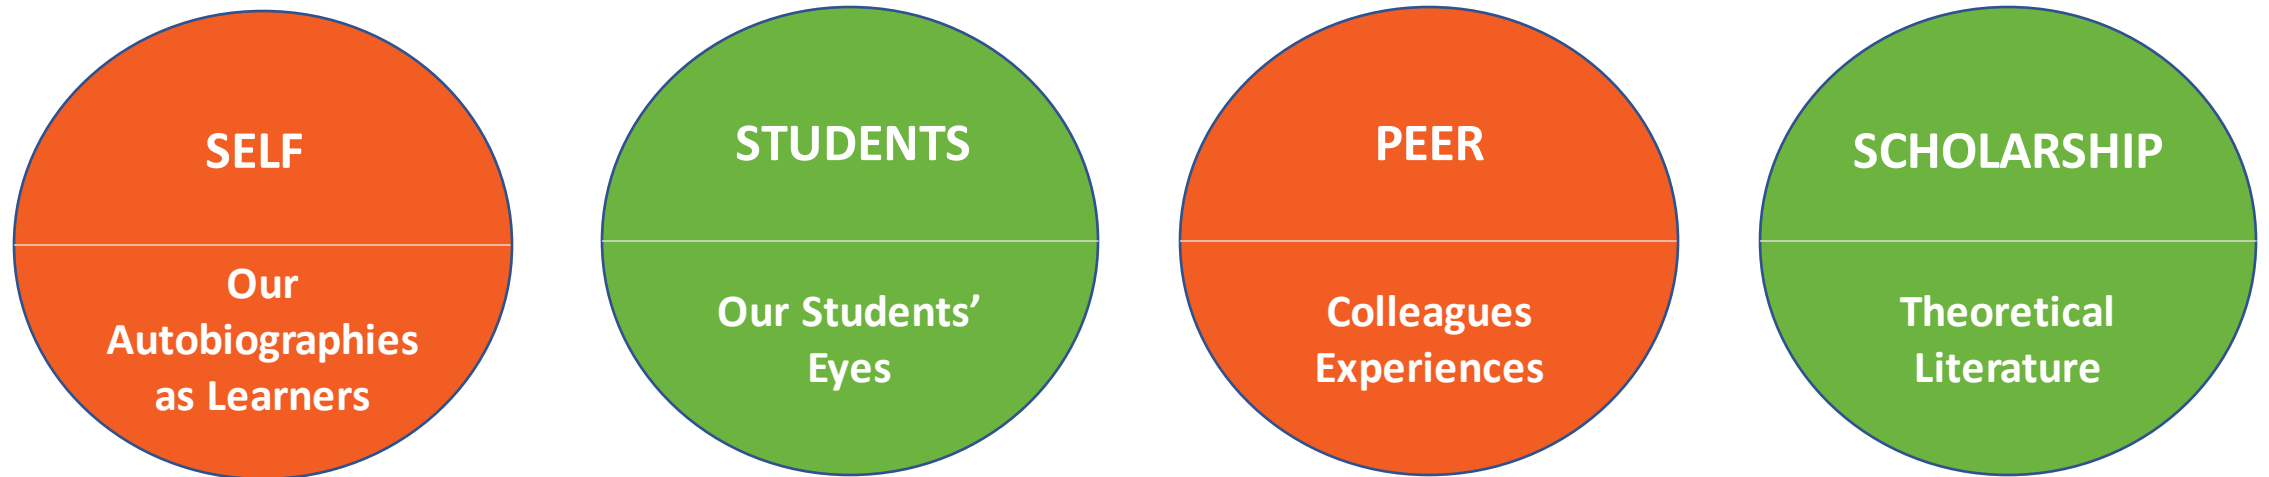 SELF
Our
Autobiographies
as Learners
STUDENTS
Our Students’
Eyes
PEER
Colleagues
Experiences
SCHOLARSHIP
Theoretical
Literature